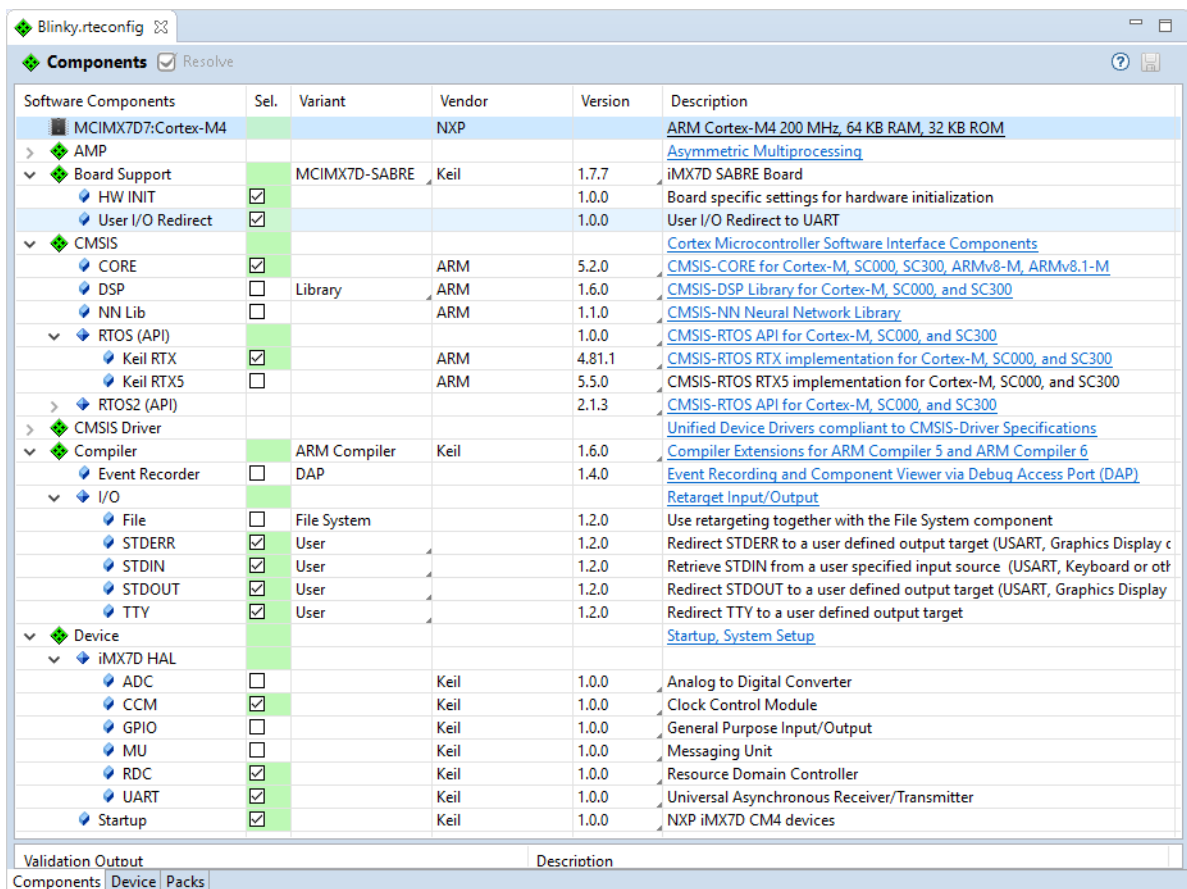 Blinky.rteconfig
Components Resolve
Software Components Sel. Variant Vendor Version Description
MCIMX7D7:Cortex-M4 NXP ARM Cortex-M4 200 MHz, 64 KB RAM, 32 KB ROM
AMP Asymmetric Multiprocessing
Board Support MCIMX7D-SABRE Keil 1.7.7 iMX7D SABRE Board
HW INIT 1.0.0 Board specific settings for hardware initialization
User I/O Redirect 1.0.0 User I/O Redirect to UART
CMSIS Cortex Microcontroller Software Interface Components
CORE ARM 5.2.0 CMSIS-CORE for Cortex-M, SC000, SC300, ARMv8-M, ARMv8.1-M
DSP Library ARM 1.6.0 CMSIS-DSP Library for Cortex-M, SC000, and SC300
NN Lib ARM 1.1.0 CMSIS-NN Neural Network Library
RTOS (API) 1.0.0 CMSIS-RTOS API for Cortex-M, SC000, and SC300
Keil RTX ARM 4.81.1 CMSIS-RTOS RTX implementation for Cortex-M, SC000, and SC300
Keil RTX5 ARM 5.5.0 CMSIS-RTOS RTX5 implementation for Cortex-M, SC000, and SC300
RTOS2 (API) 2.1.3 CMSIS-RTOS API for Cortex-M, SC000, and SC300
CMSIS Driver Unified Device Drivers compliant to CMSIS-Driver Specifications
Compiler ARM Compiler Keil 1.6.0 Compiler Extensions for ARM Compiler 5 and ARM Compiler 6
Event Recorder DAP 1.4.0 Event Recording and Component Viewer via Debug Access Port (DAP)
I/O Retarget Input/Output
File File System 1.2.0 Use retargeting together with the File System component
STDERR User 1.2.0 Redirect STDERR to a user defined output target (USART, Graphics Display
STDIN User 1.2.0 Retrieve STDIN from a user specified input source (USART, Keyboard or oth
STDOUT User 1.2.0 Redirect STDOUT to a user defined output target (USART, Graphics Display
TTY User 1.2.0 Redirect TTY to a user defined output target
Device Startup, System Setup
iMX7D HAL
ADC Keil 1.0.0 Analog to Digital Converter
CCM Keil 1.0.0 Clock Control Module
GPIO Keil 1.0.0 General Purpose Input/Output
MU Keil 1.0.0 Messaging Unit
RDC Keil 1.0.0 Resource Domain Controller
UART Keil 1.0.0 Universal Asynchronous Receiver/Transmitter
Startup Keil 1.0.0 NXP iMX7D CM4 devices
Validation Output Description
Components Device Packs